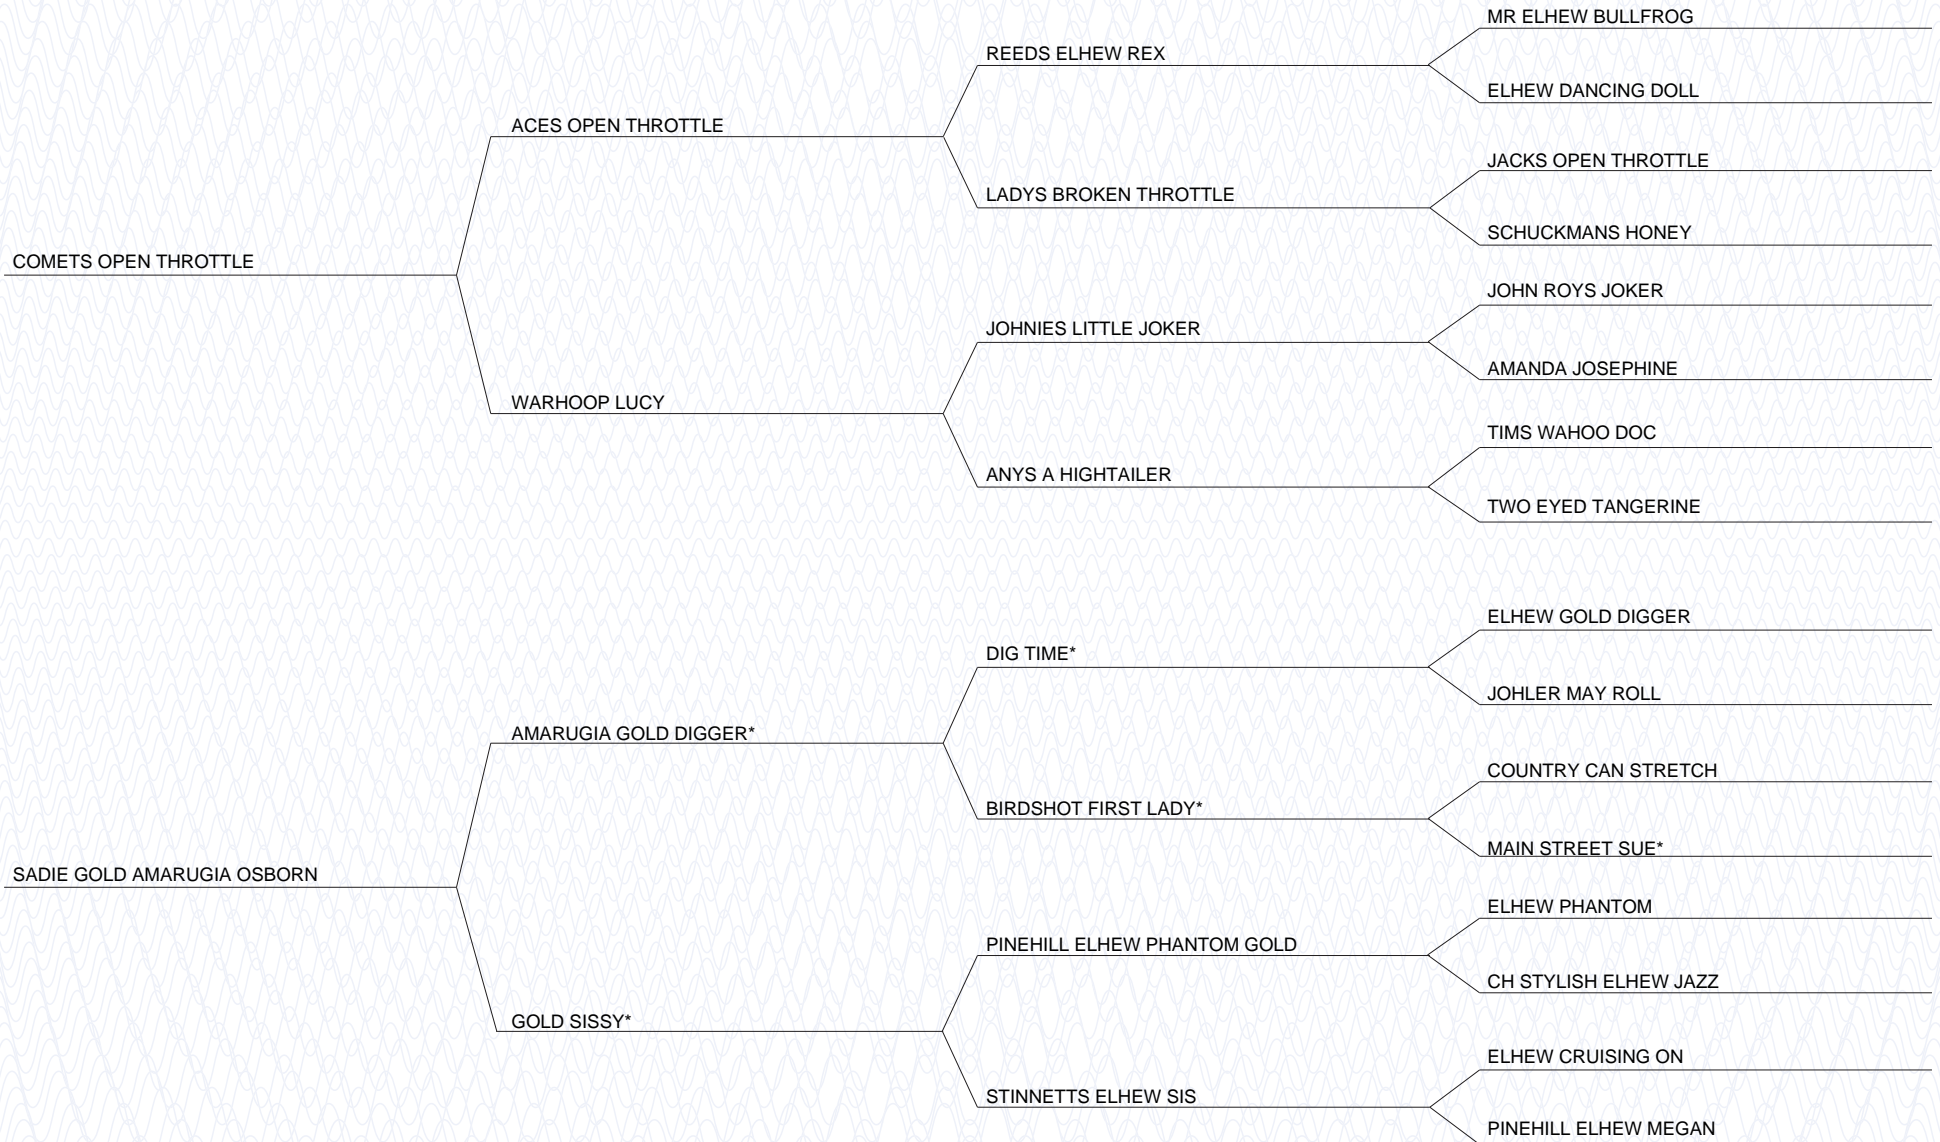 MR ELHEW BULLFROG
REEDS ELHEW REX
ELHEW DANCING DOLL
ACES OPEN THROTTLE
JACKS OPEN THROTTLE
LADYS BROKEN THROTTLE
SCHUCKMANS HONEY
COMETS OPEN THROTTLE
JOHN ROYS JOKER
JOHNIES LITTLE JOKER
AMANDA JOSEPHINE
WARHOOP LUCY
TIMS WAHOO DOC
ANYS A HIGHTAILER
TWO EYED TANGERINE
ELHEW GOLD DIGGER
DIG TIME*
JOHLER MAY ROLL
AMARUGIA GOLD DIGGER*
COUNTRY CAN STRETCH
BIRDSHOT FIRST LADY*
MAIN STREET SUE*
SADIE GOLD AMARUGIA OSBORN
ELHEW PHANTOM
PINEHILL ELHEW PHANTOM GOLD
CH STYLISH ELHEW JAZZ
GOLD SISSY*
ELHEW CRUISING ON
STINNETTS ELHEW SIS
PINEHILL ELHEW MEGAN